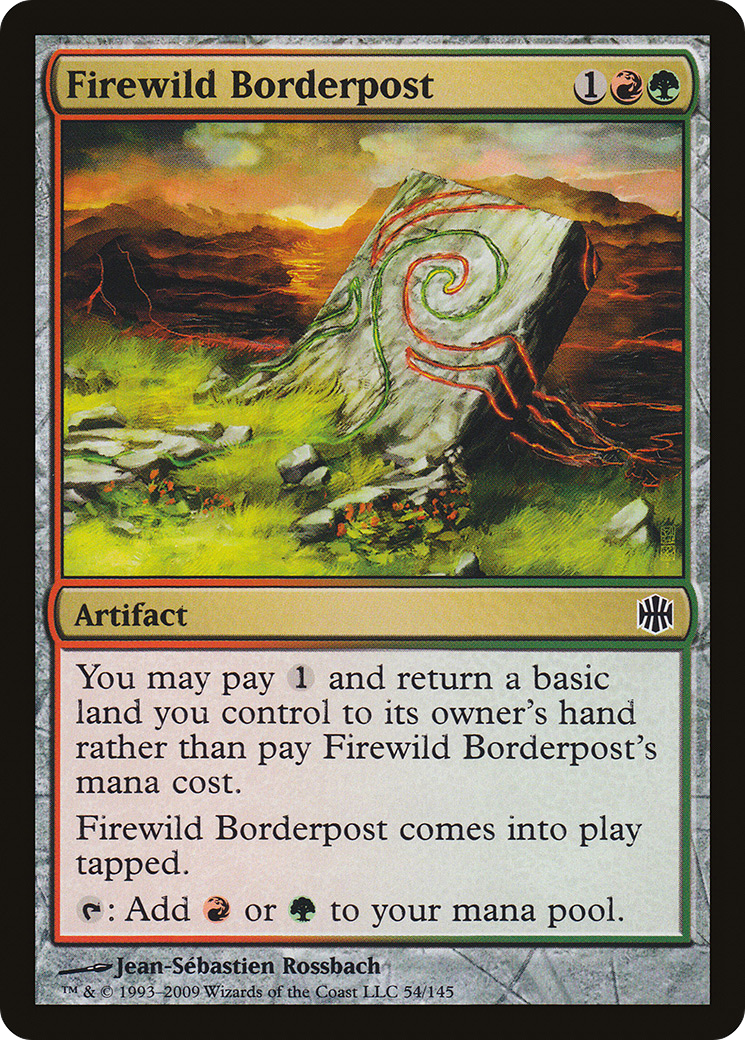 Firewild Borderpost 1
Artifact
You may pay 1 and return a basic
land you control to its owner's hand
rather than pay Firewild Borderpost's
mana cost.
Firewild Borderpost comes into play
tapped.
: Add or to your mana pool.
Jean-Sébastien Rossbach
™ & © 1993–2009 Wizards of the Coast LLC 54/145